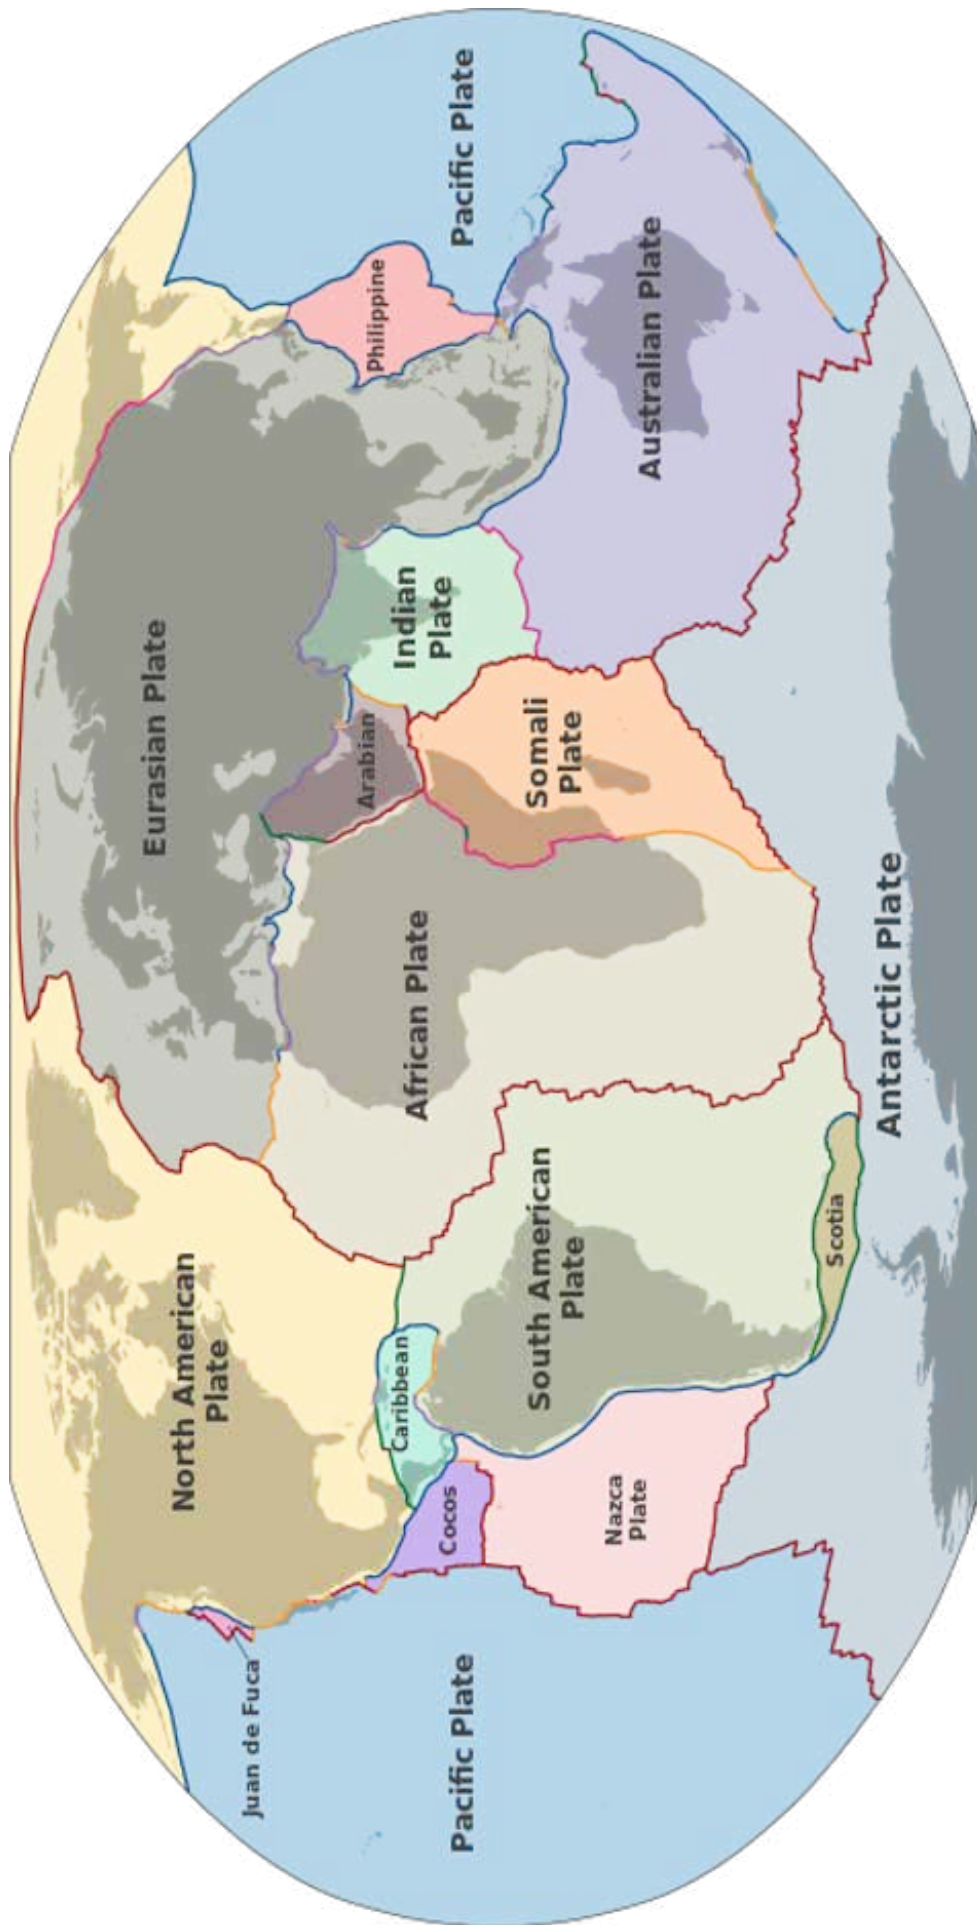 North American
Plate
Juan de Fuca
Pacific Plate
Cocos
Caribbean
Nazca
Plate
South American
Plate
Scotia
African Plate
Antarctic Plate
Eurasian Plate
Arabian
Somali
Plate
Indian
Plate
Australian Plate
Philippine
Pacific Plate